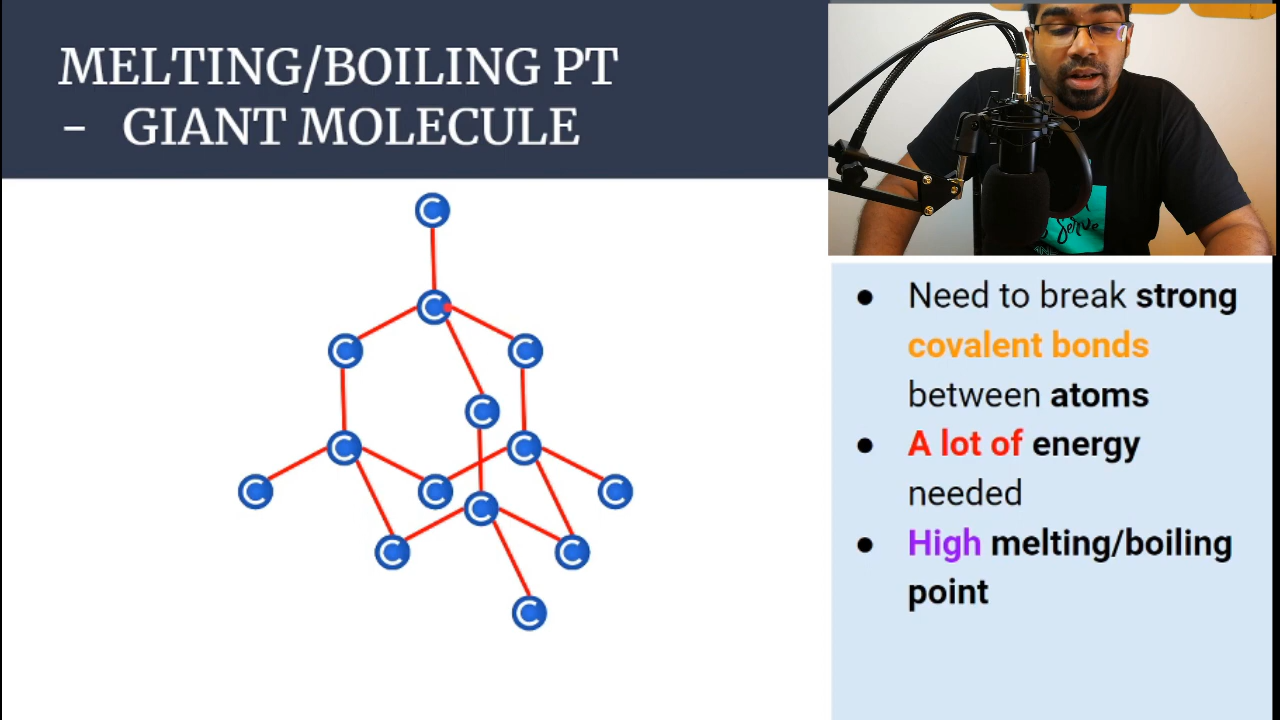 MELTING/BOILING PT
- GIANT MOLECULE
C
C
C
C
C
C
C
C
C
C
C
C
C
C
● Need to break strong
covalent bonds
between atoms
● A lot of energy
needed
● High melting/boiling
point
Serve